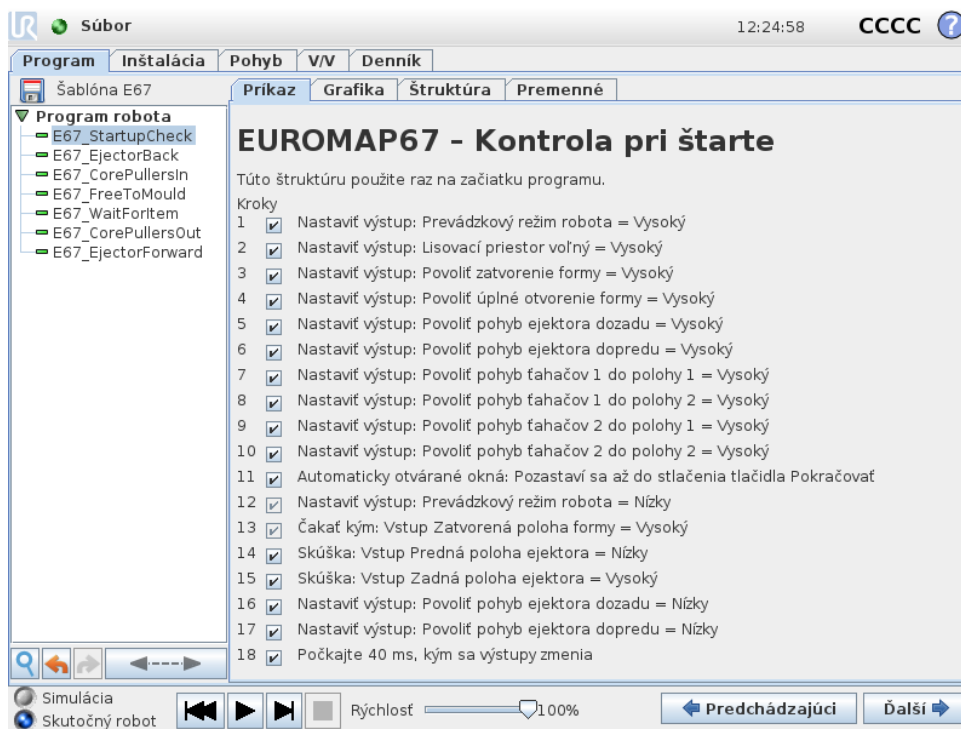 UR Súbor 12:24:58 CCCC ?
Program Inštalácia Pohyb V/V Denník
Šablóna E67 Príkaz Grafika Štruktúra Premenné
Program robota
E67_StartupCheck
E67_EjectorBack
E67_CorePullersIn
E67_FreeToMould
E67_WaitForItem
E67_CorePullersOut
E67_EjectorForward
EUROMAP67 - Kontrola pri štarte
Túto štruktúru použite raz na začiatku programu.
Kroky
1 Nastaviť výstup: Prevádzkový režim robota = Vysoký
2 Nastaviť výstup: Lisovací priestor voľný = Vysoký
3 Nastaviť výstup: Povoliť zatvorenie formy = Vysoký
4 Nastaviť výstup: Povoliť úplné otvorenie formy = Vysoký
5 Nastaviť výstup: Povoliť pohyb ejektora dozadu = Vysoký
6 Nastaviť výstup: Povoliť pohyb ejektora dopredu = Vysoký
7 Nastaviť výstup: Povoliť pohyb ťahačov 1 do polohy 1 = Vysoký
8 Nastaviť výstup: Povoliť pohyb ťahačov 1 do polohy 2 = Vysoký
9 Nastaviť výstup: Povoliť pohyb ťahačov 2 do polohy 1 = Vysoký
10 Nastaviť výstup: Povoliť pohyb ťahačov 2 do polohy 2 = Vysoký
11 Automaticky otvárané okná: Pozastaví sa až do stlačenia tlačidla Pokračovať
12 Nastaviť výstup: Prevádzkový režim robota = Nízky
13 Čakať kým: Vstup Zatvorená poloha formy = Vysoký
14 Skúška: Vstup Predná poloha ejektora = Nízky
15 Skúška: Vstup Zadná poloha ejektora = Vysoký
16 Nastaviť výstup: Povoliť pohyb ejektora dozadu = Nízky
17 Nastaviť výstup: Povoliť pohyb ejektora dopredu = Nízky
18 Počkajte 40 ms, kým sa výstupy zmenia
Simulácia
Skutočný robot
Rýchlosť 100% Predchádzajúci Ďalší